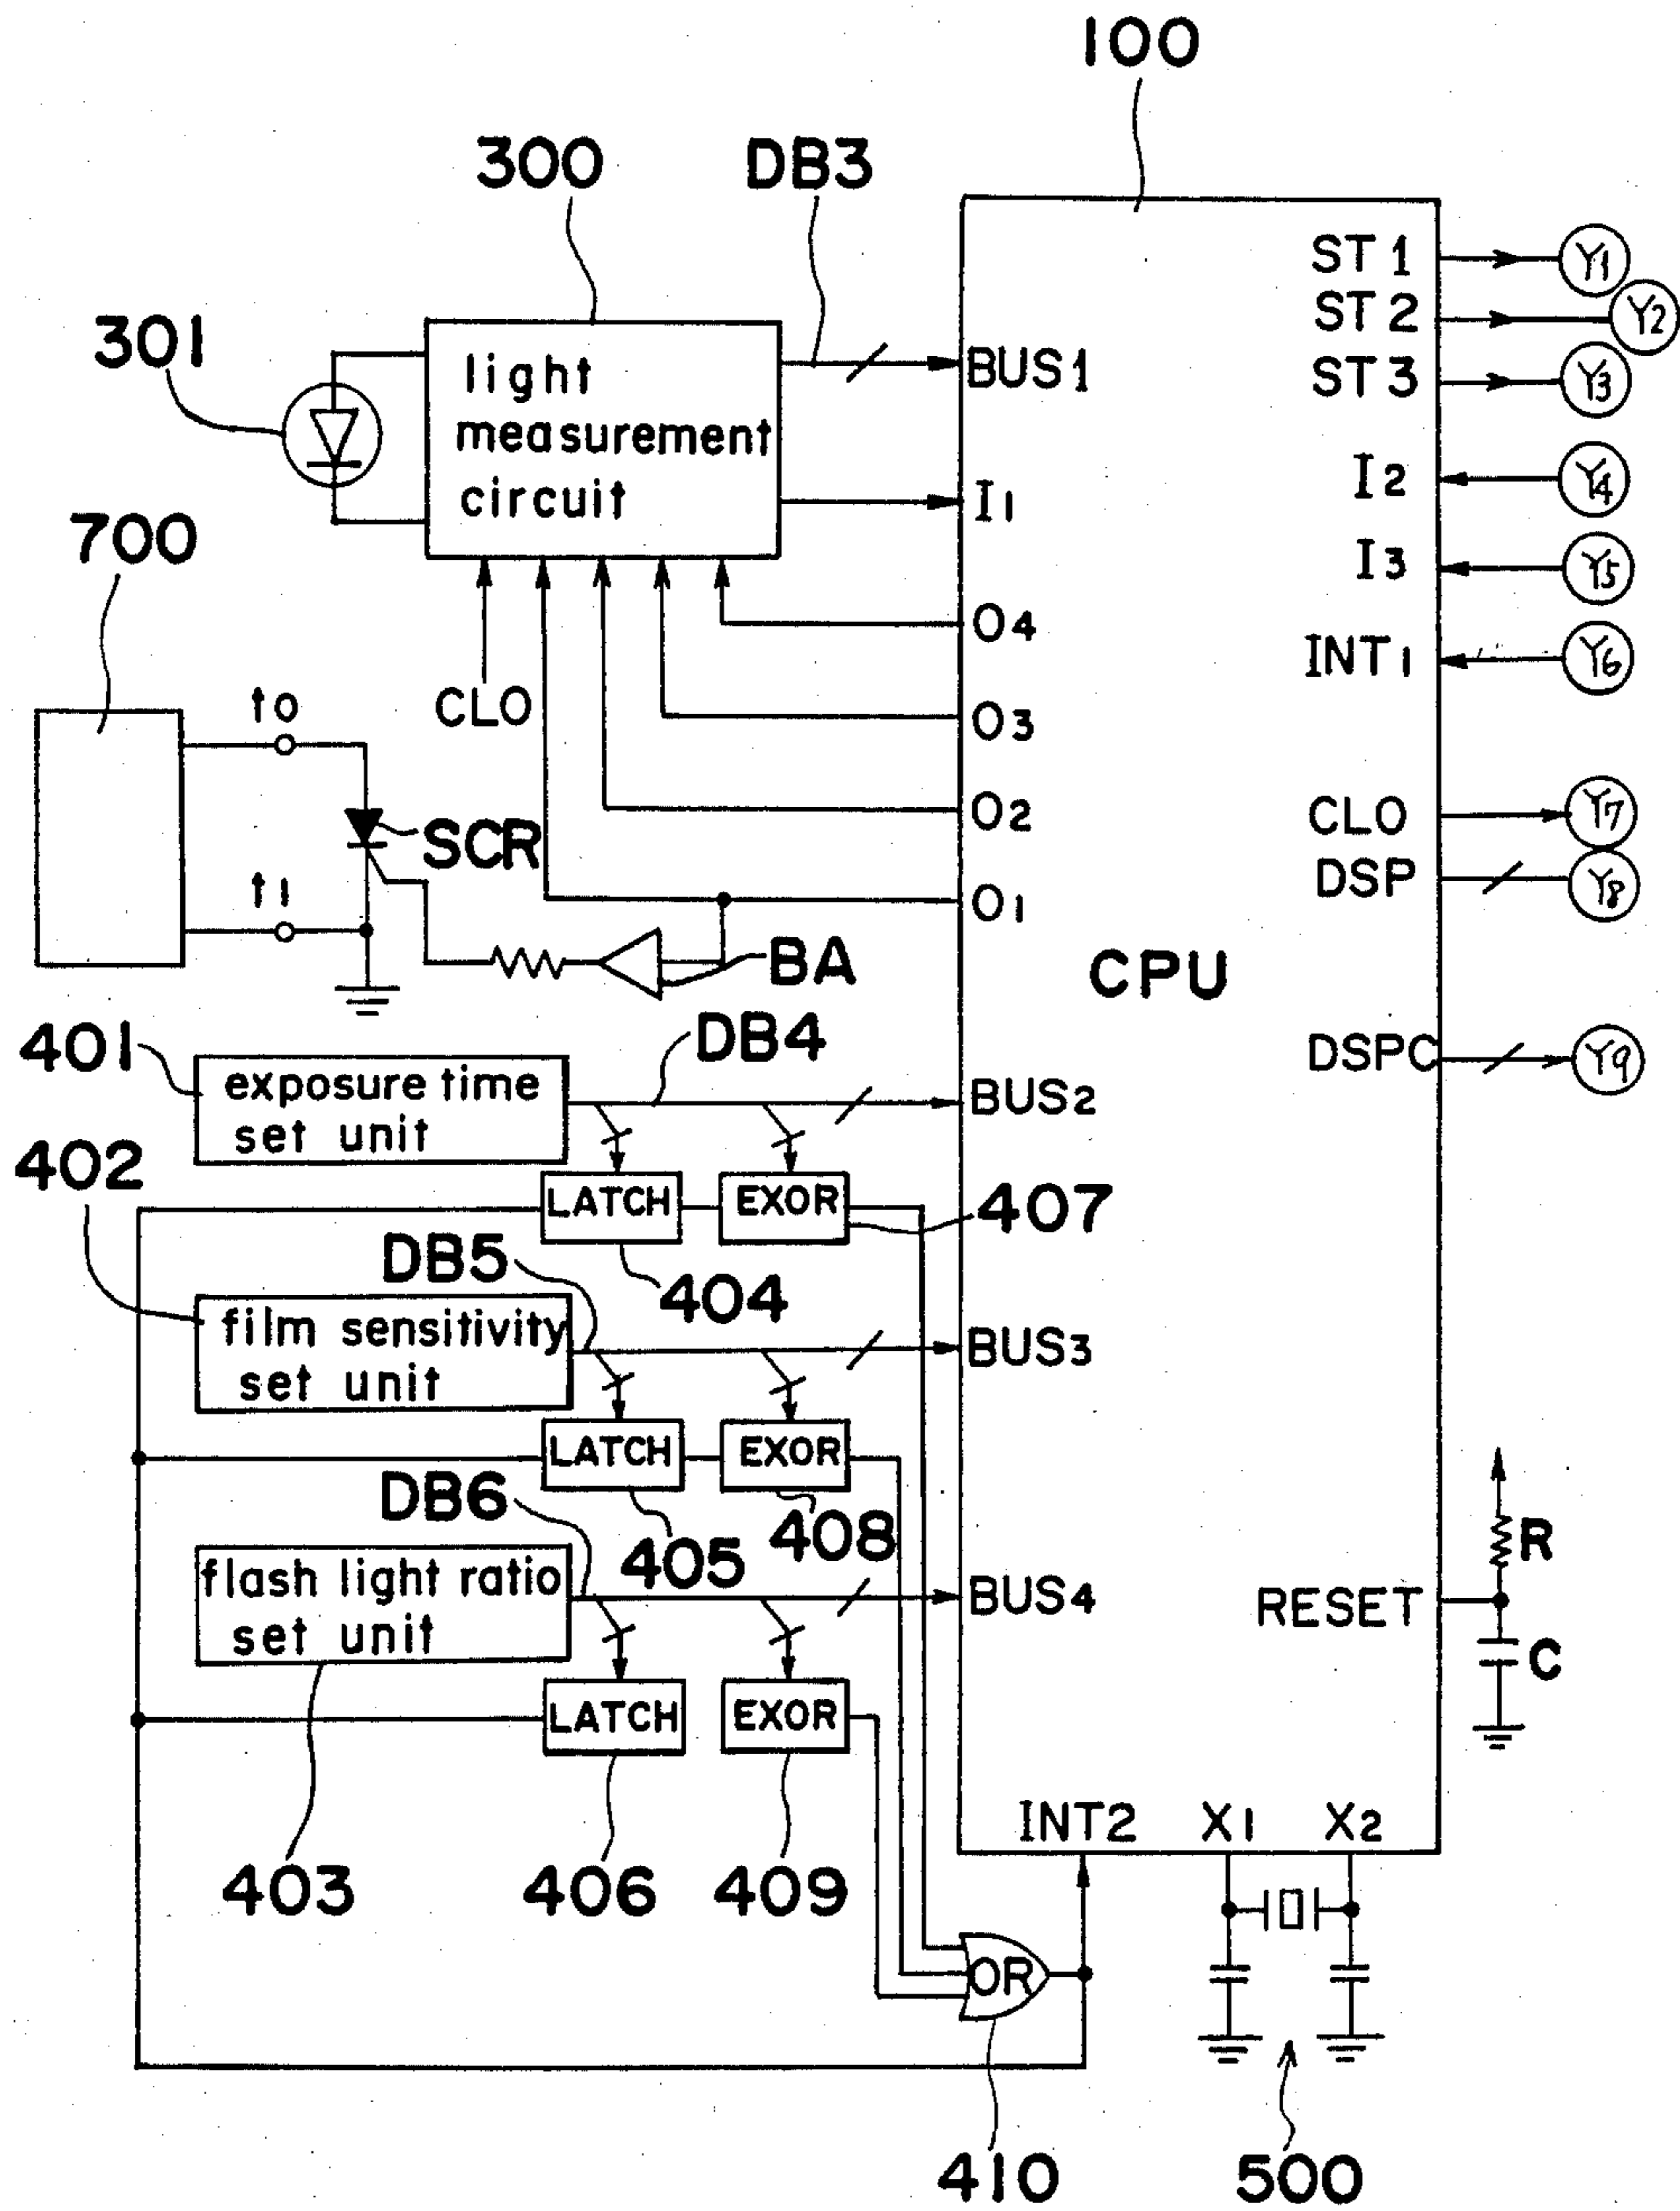 100
300
DB3
301
light
measurement
circuit
700
BUS1
I1
O4
O3
O2
O1
CLO
t0
SCR
t1
BA
CPU
ST1
Y1
ST2
Y2
ST3
Y3
I2
Y4
I3
Y5
INT1
Y6
CLO
Y7
DSP
Y8
DSPC
Y9
401
DB4
exposure time
set unit
BUS2
402
LATCH
EXOR
407
DB5
404
film sensitivity
set unit
BUS3
LATCH
EXOR
DB6
405
408
flash light ratio
set unit
BUS4
RESET
R
C
LATCH
EXOR
403
406
409
INT2
X1
X2
OR
410
500